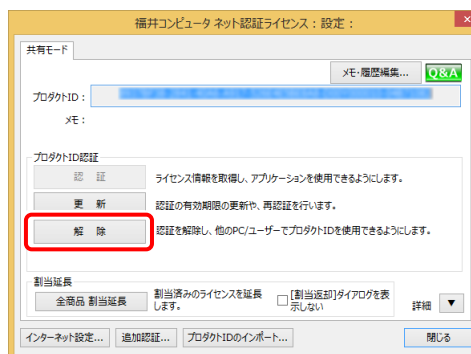 福井コンピュータ ネット認証ライセンス：設定：
×
共有モード
メモ・履歴編集...
Q&A
プロダクトID：
メモ：
プロダクトID認証
認 証
ライセンス情報を取得し、アプリケーションを使用できるようにします。
更 新
認証の有効期限の更新や、再認証を行います。
解 除
認証を解除し、他のPC/ユーザーでプロダクトIDを使用できるようにします。
割当延長
全商品 割当延長
割当済みのライセンスを延長
します。
[割当返却]ダイアログを表
示しない
詳細 ▼
インターネット設定...
追加認証...
プロダクトIDのインポート...
閉じる